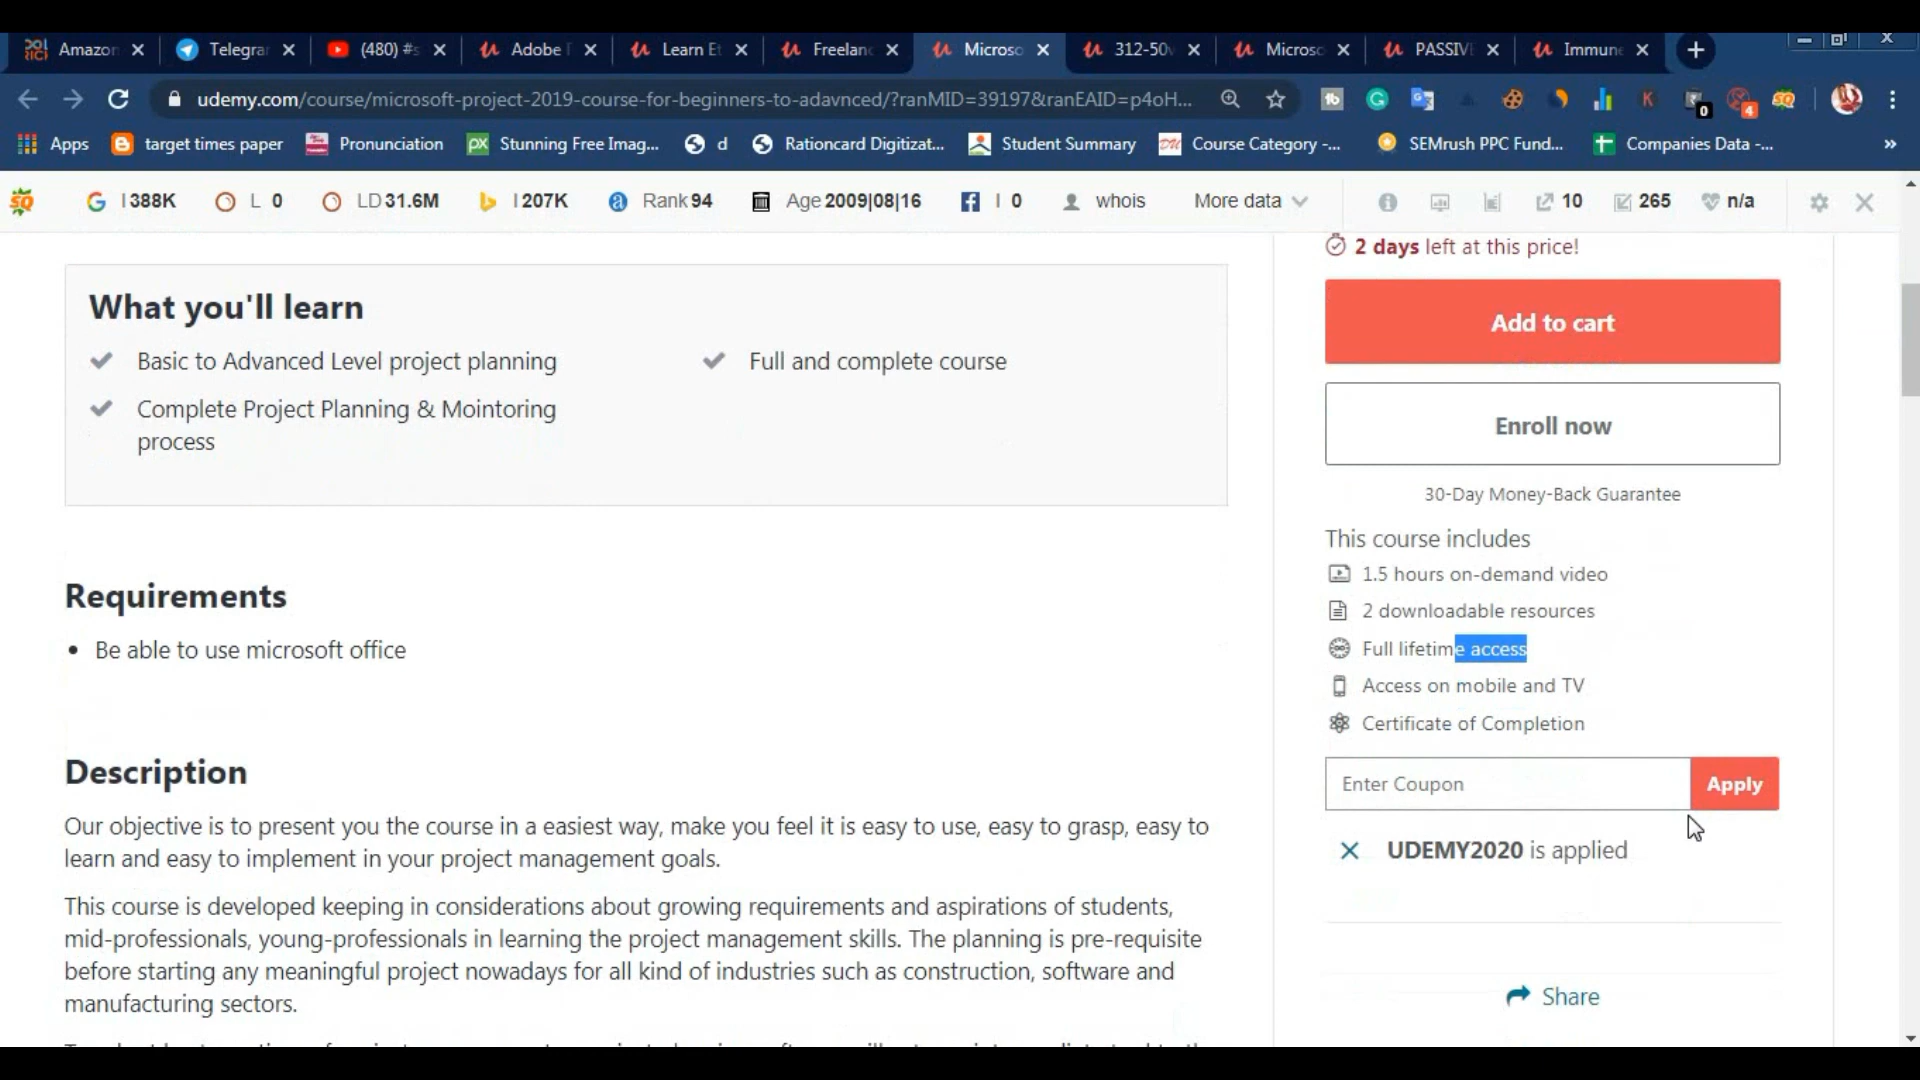 Amazon
Telegra
(480) #s
Adobe
Learn Et
Freelan
Micros
312-50
Micros
PASSIV
Immun
udemy.com/course/microsoft-project-2019-course-for-beginners-to-adavnced/?ranMID=39197&ranEAID=p4oH...
Apps
target times paper
Pronunciation
Stunning Free Imag...
d
Rationcard Digitizat...
Student Summary
Course Category -...
SEMrush PPC Fund...
Companies Data -...
»
I 388K
L 0
LD 31.6M
I 207K
Rank 94
Age 2009|08|16
I 0
whois
More data
10
265
n/a
2 days left at this price!
What you'll learn
Add to cart
Basic to Advanced Level project planning
Full and complete course
Complete Project Planning & Mointoring
process
Enroll now
30-Day Money-Back Guarantee
This course includes
1.5 hours on-demand video
2 downloadable resources
Full lifetime access
Access on mobile and TV
Certificate of Completion
Requirements
• Be able to use microsoft office
Enter Coupon
Apply
UDEMY2020 is applied
Share
Description
Our objective is to present you the course in a easiest way, make you feel it is easy to use, easy to grasp, easy to
learn and easy to implement in your project management goals.
This course is developed keeping in considerations about growing requirements and aspirations of students,
mid-professionals, young-professionals in learning the project management skills. The planning is pre-requisite
before starting any meaningful project nowadays for all kind of industries such as construction, software and
manufacturing sectors.